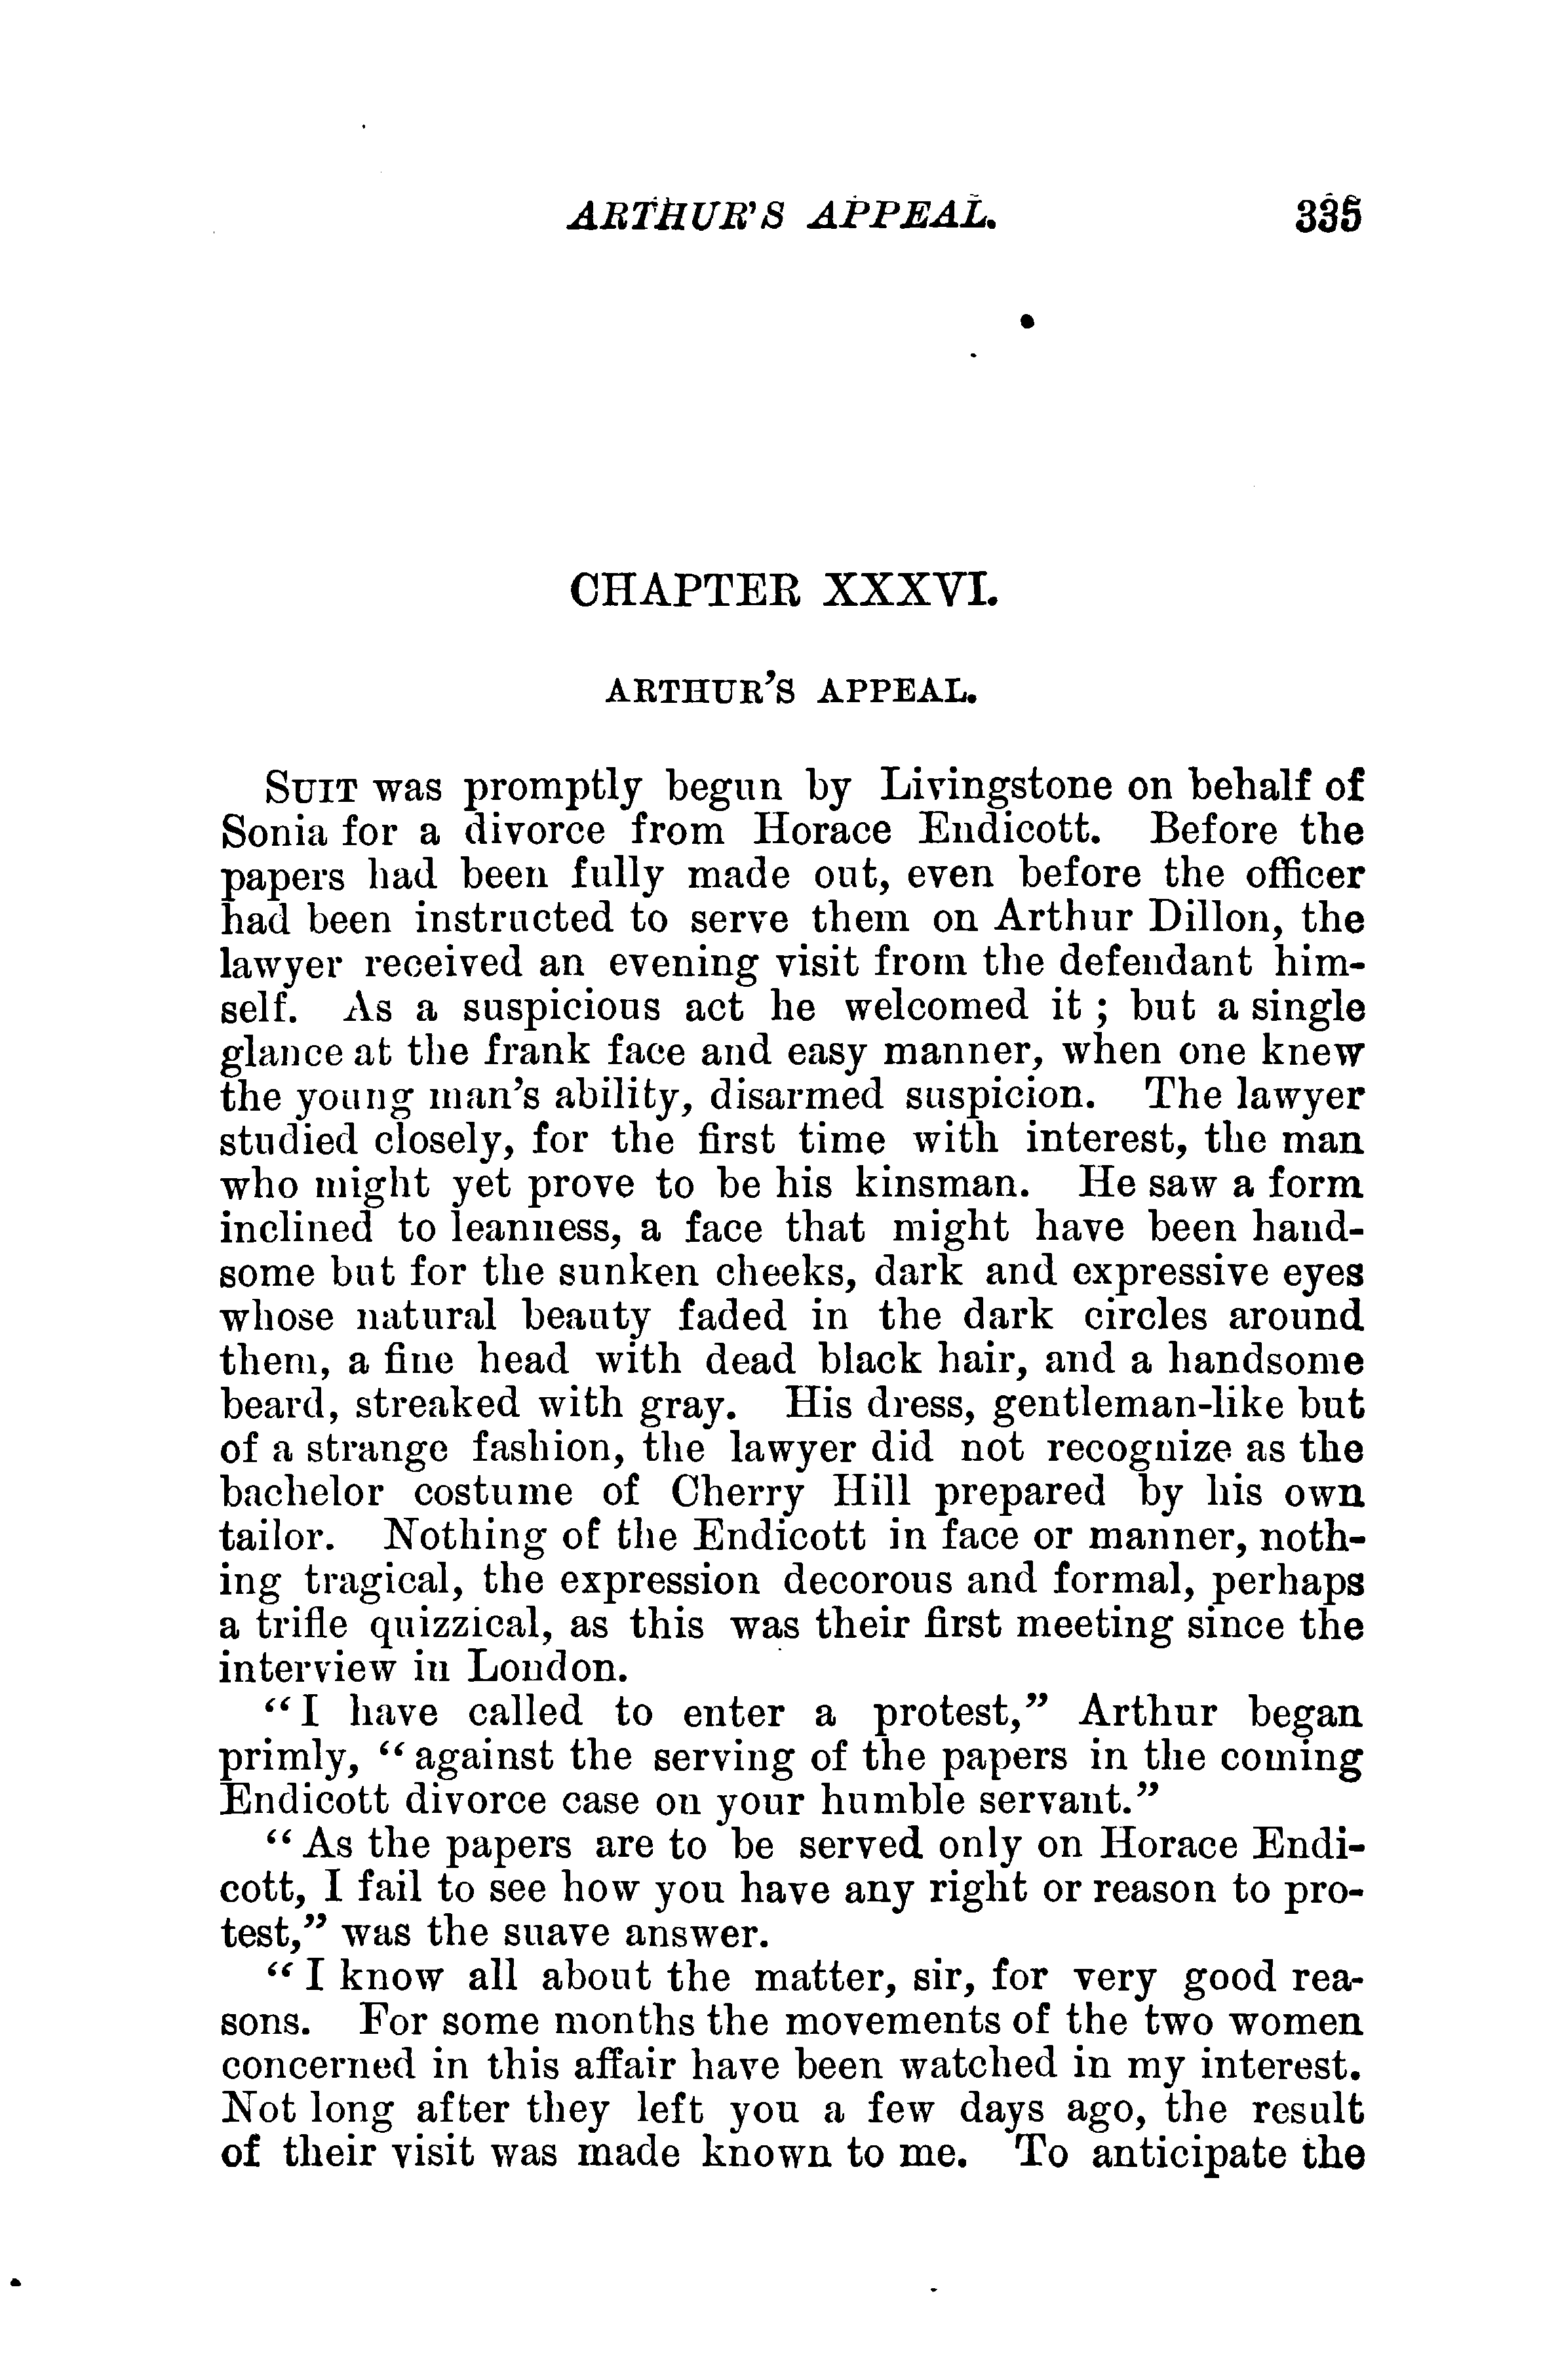 ARTHUR'S APPEAL. 335
CHAPTER XXXVI.
ARTHUR'S APPEAL.
SUIT was promptly begun by Livingstone on behalf of
Sonia for a divorce from Horace Endicott. Before the
papers had been fully made out, even before the officer
had been instructed to serve them on Arthur Dillon, the
lawyer received an evening visit from the defendant him-
self. As a suspicious act he welcomed it ; but a single
glance at the frank face and easy manner, when one knew
the young man's ability, disarmed suspicion. The lawyer
studied closely, for the first time with interest, the man
who might yet prove to be his kinsman. He saw a form
inclined to leanness, a face that might have been hand-
some but for the sunken cheeks, dark and expressive eyes
whose natural beauty faded in the dark circles around
them, a fine head with dead black hair, and a handsome
beard, streaked with gray. His dress, gentleman-like but
of a strange fashion, the lawyer did not recognize as the
bachelor costume of Cherry Hill prepared by his own
tailor. Nothing of the Endicott in face or manner, noth-
ing tragical, the expression decorous and formal, perhaps
a trifle quizzical, as this was their first meeting since the
interview in London.
“I have called to enter a protest,” Arthur began
primly, “against the serving of the papers in the coming
Endicott divorce case on your humble servant.”
“As the papers are to be served only on Horace Endi-
cott, I fail to see how you have any right or reason to pro-
test,” was the suave answer.
“I know all about the matter, sir, for very good rea-
sons. For some months the movements of the two women
concerned in this affair have been watched in my interest.
Not long after they left you a few days ago, the result
of their visit was made known to me. To anticipate the